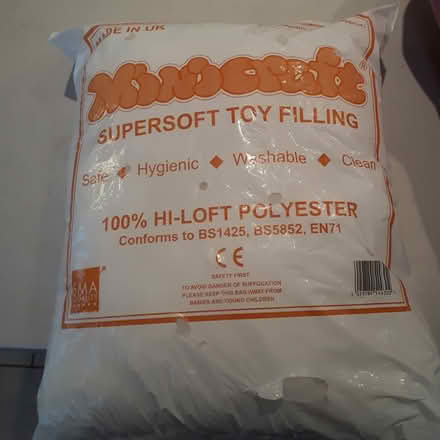 MADE IN UK
Minicraft
SUPERSOFT TOY FILLING
Safe ◆ Hygienic ◆ Washable ◆ Clean
100% HI-LOFT POLYESTER
Conforms to BS1425, BS5852, EN71
CE
SAFETY FIRST
TO AVOID DANGER OF SUFFOCATION
PLEASE KEEP THIS BAG AWAY FROM
BABIES AND YOUNG CHILDREN
SMA